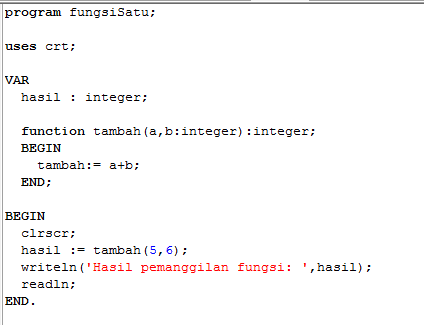 program fungsiSatu;
uses crt;
VAR
hasil : integer;
function tambah(a,b:integer):integer;
BEGIN
tambah:= a+b;
END;
BEGIN
clrscr;
hasil := tambah(5,6);
writeln('Hasil pemanggilan fungsi: ',hasil);
readln;
END.